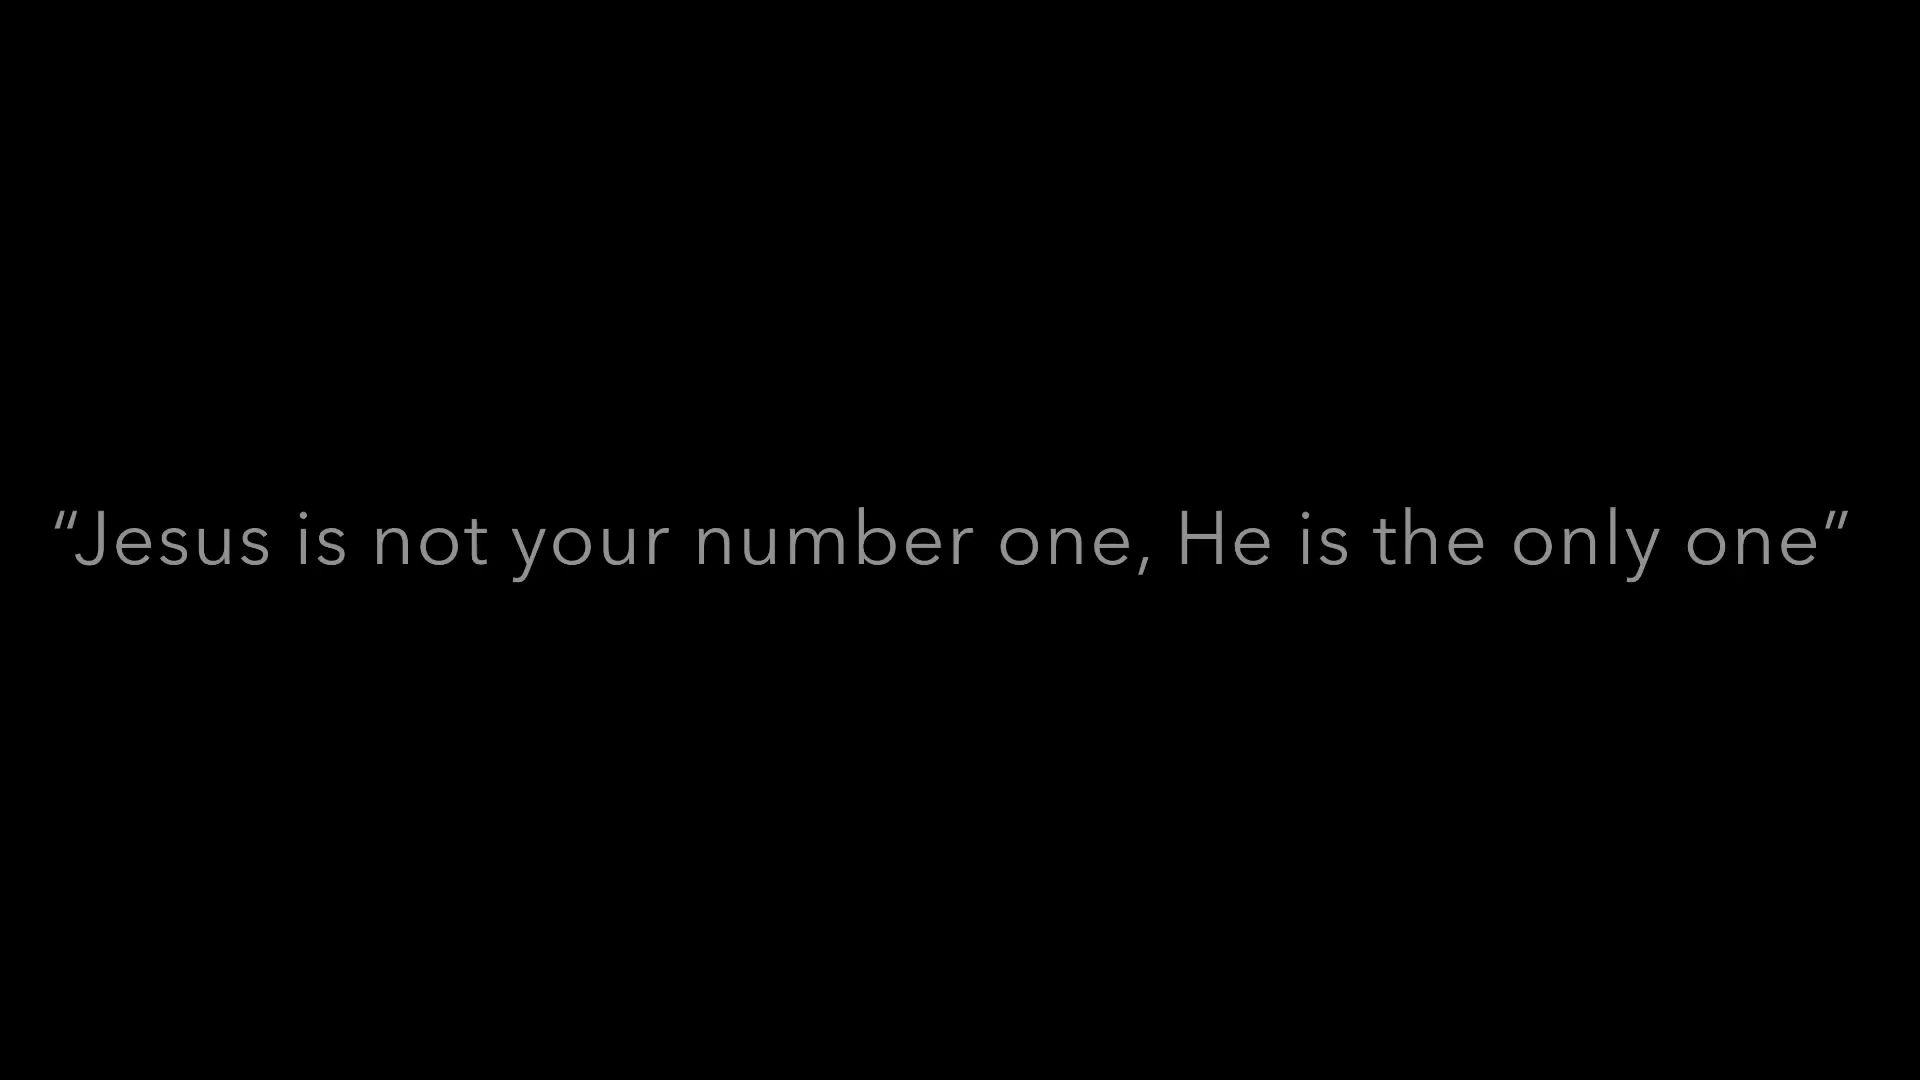 “Jesus is not your number one, He is the only one”